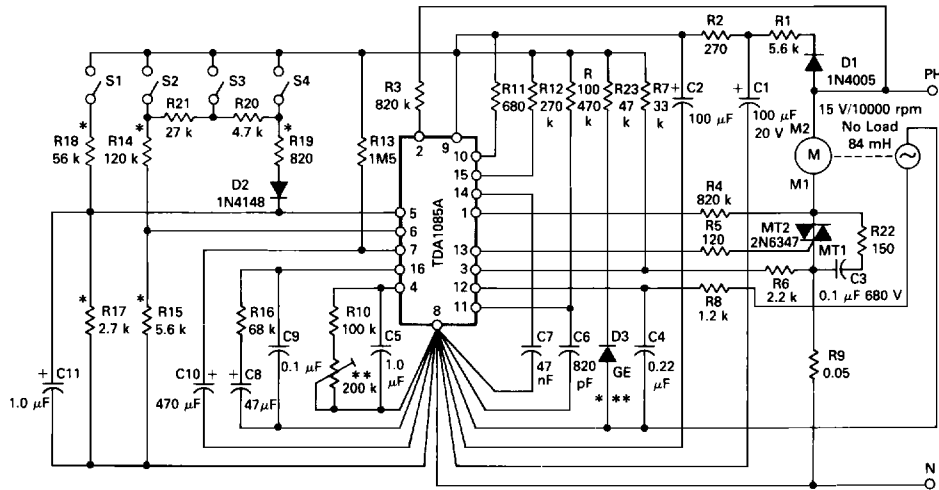 R2
270
R1
5.6 k
D1
1N4005
PH
S1
S2
S3
S4
R3
820 k
R11
680
R12
270
k
R
100
470
k
R23
47
k
R7
33
k
+
C2
100 μF
+
C1
100 μF
20 V
15 V/10000 rpm
No Load
84 mH
M2
M
M1
R21
27 k
R20
4.7 k
*
R18
56 k
*
R14
120 k
*
R19
820
R13
1M5
2
9
10
15
14
1
13
3
12
11
8
5
6
7
16
4
TDA1085A
D2
1N4148
R4
820 k
R5
120
MT2
2N6347
MT1
R22
150
C3
0.1 μF 680 V
R6
2.2 k
R8
1.2 k
R9
0.05
*
R17
2.7 k
*
R15
5.6 k
R16
68 k
C9
0.1 μF
R10
100 k
C5
1.0
μF
**
200 k
C7
47
nF
C6
820
pF
D3
GE
* **
C4
0.22
μF
+
C11
1.0 μF
C10
+
470 μF
+
C8
47μF
N